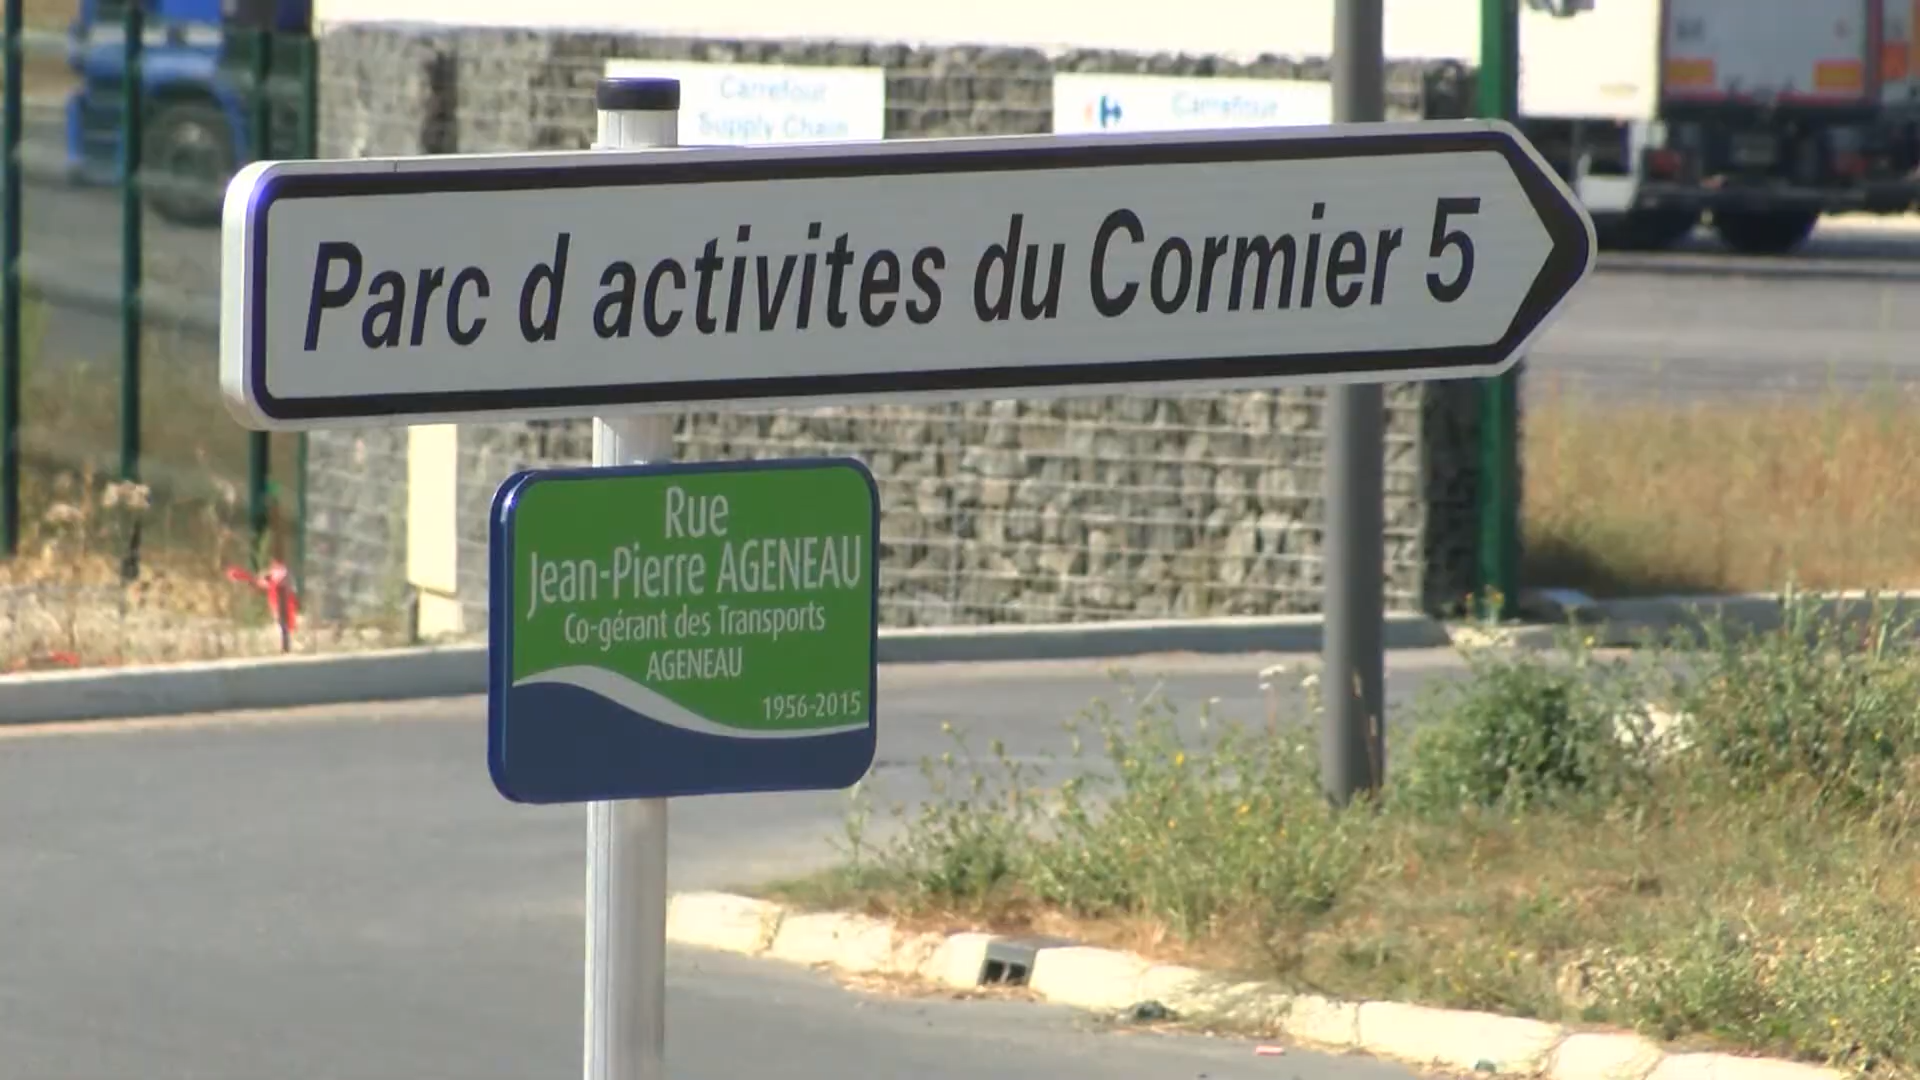 Carrefour
Supply Chain
Carrefour
Parc d activites du Cormier 5
Rue
Jean-Pierre AGENEAU
Co-gérant des Transports
AGENEAU
1956-2015